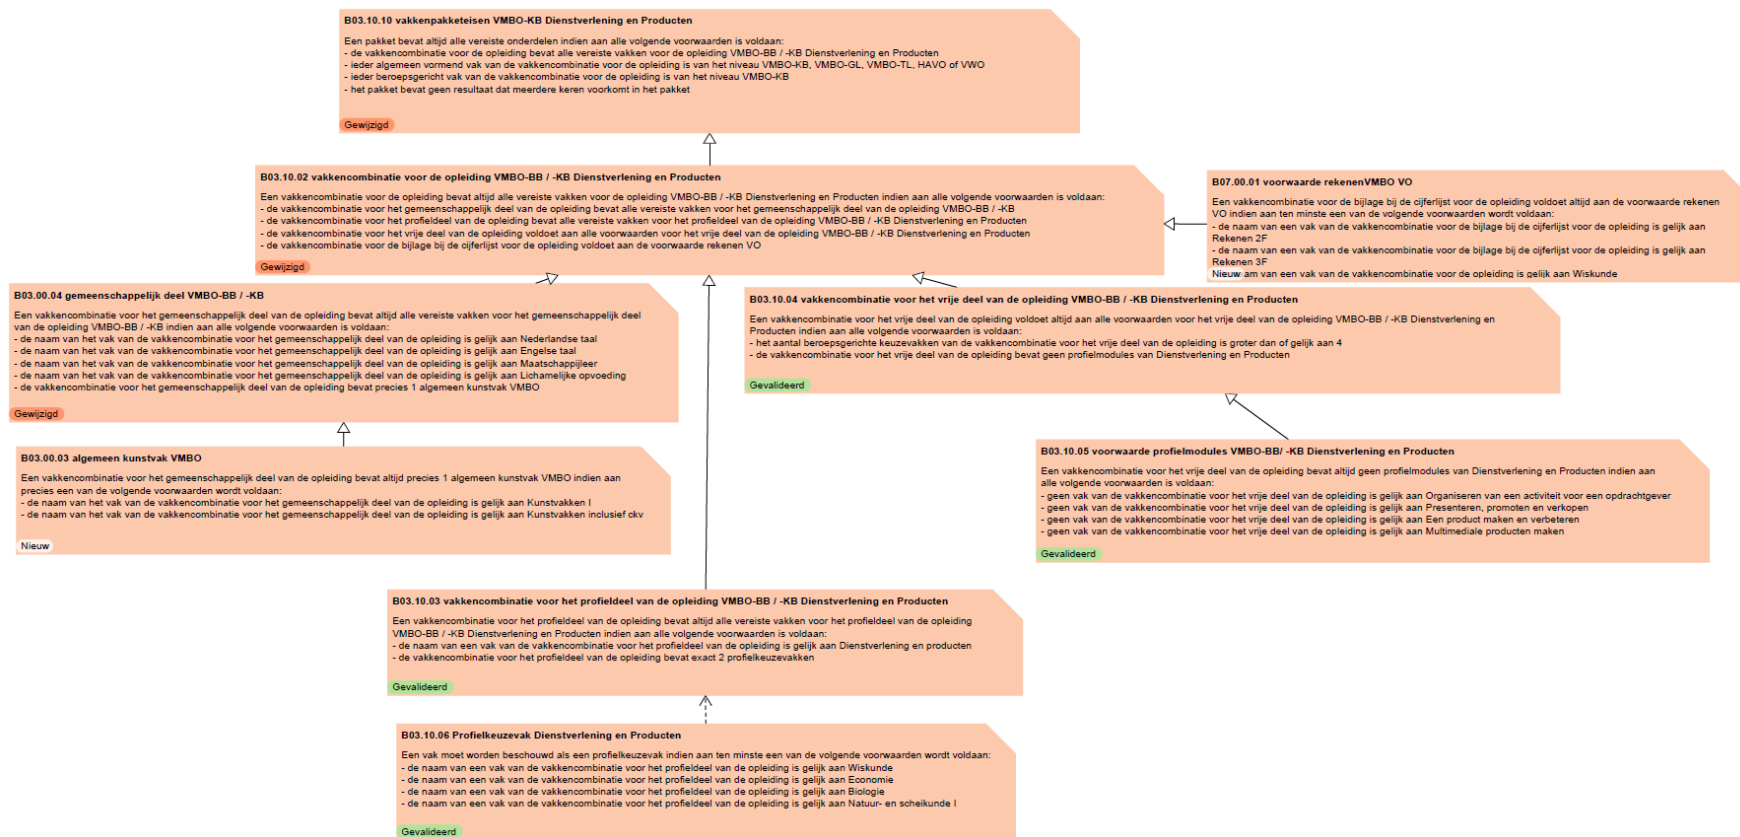 B03.10.10 vakkenpakketeisen VMBO-KB Dienstverlening en Producten
Een pakket bevat altijd alle vereiste onderdelen indien aan alle volgende voorwaarden is voldaan:
- de vakkencombinatie voor de opleiding bevat alle vereiste vakken voor de opleiding VMBO-BB / -KB Dienstverlening en Producten
- ieder algemeen vormend vak van de vakkencombinatie voor de opleiding is van het niveau VMBO-KB, VMBO-GL, VMBO-TL, HAVO of VWO
- ieder beroepsgericht vak van de vakkencombinatie voor de opleiding is van het niveau VMBO-KB
- het pakket bevat geen resultaat dat meerdere keren voorkomt in het pakket
Gewijzigd
B03.10.02 vakkencombinatie voor de opleiding VMBO-BB / -KB Dienstverlening en Producten
Een vakkencombinatie voor de opleiding bevat altijd alle vereiste vakken voor de opleiding VMBO-BB / -KB Dienstverlening en Producten indien aan alle volgende voorwaarden is voldaan:
- de vakkencombinatie voor het gemeenschappelijk deel van de opleiding bevat alle vereiste vakken voor het gemeenschappelijk deel van de opleiding VMBO-BB / -KB
- de vakkencombinatie voor het profieldeel van de opleiding bevat alle vereiste vakken voor het profieldeel van de opleiding VMBO-BB / -KB Dienstverlening en Producten
- de vakkencombinatie voor het vrije deel van de opleiding voldoet aan alle voorwaarden voor het vrije deel van de opleiding VMBO-BB / -KB Dienstverlening en Producten
- de vakkencombinatie voor de bijlage bij de cijferlijst voor de opleiding voldoet aan de voorwaarde rekenen VO
Gewijzigd
B07.00.01 voorwaarde rekenenVMBO VO
Een vakkencombinatie voor de bijlage bij de cijferlijst voor de opleiding voldoet altijd aan de voorwaarde rekenen
VO indien aan ten minste een van de volgende voorwaarden wordt voldaan:
- de naam van een vak van de vakkencombinatie voor de bijlage bij de cijferlijst voor de opleiding is gelijk aan
Rekenen 2F
- de naam van een vak van de vakkencombinatie voor de bijlage bij de cijferlijst voor de opleiding is gelijk aan
Rekenen 3F
Nieuw am van een vak van de vakkencombinatie voor de opleiding is gelijk aan Wiskunde
B03.00.04 gemeenschappelijk deel VMBO-BB / -KB
Een vakkencombinatie voor het gemeenschappelijk deel van de opleiding bevat altijd alle vereiste vakken voor het gemeenschappelijk deel
van de opleiding VMBO-BB / -KB indien aan alle volgende voorwaarden is voldaan:
- de naam van het vak van de vakkencombinatie voor het gemeenschappelijk deel van de opleiding is gelijk aan Nederlandse taal
- de naam van het vak van de vakkencombinatie voor het gemeenschappelijk deel van de opleiding is gelijk aan Engelse taal
- de naam van het vak van de vakkencombinatie voor het gemeenschappelijk deel van de opleiding is gelijk aan Maatschappijleer
- de naam van het vak van de vakkencombinatie voor het gemeenschappelijk deel van de opleiding is gelijk aan Lichamelijke opvoeding
- de vakkencombinatie voor het gemeenschappelijk deel van de opleiding bevat precies 1 algemeen kunstvak VMBO
Gewijzigd
B03.10.04 vakkencombinatie voor het vrije deel van de opleiding VMBO-BB / -KB Dienstverlening en Producten
Een vakkencombinatie voor het vrije deel van de opleiding voldoet altijd aan alle voorwaarden voor het vrije deel van de opleiding VMBO-BB / -KB Dienstverlening en
Producten indien aan alle volgende voorwaarden is voldaan:
- het aantal beroepsgerichte keuzevakken van de vakkencombinatie voor het vrije deel van de opleiding is groter dan of gelijk aan 4
- de vakkencombinatie voor het vrije deel van de opleiding bevat geen profielmodules van Dienstverlening en Producten
Gevalideerd
B03.00.03 algemeen kunstvak VMBO
Een vakkencombinatie voor het gemeenschappelijk deel van de opleiding bevat altijd precies 1 algemeen kunstvak VMBO indien aan
precies een van de volgende voorwaarden wordt voldaan:
- de naam van het vak van de vakkencombinatie voor het gemeenschappelijk deel van de opleiding is gelijk aan Kunstvakken I
- de naam van het vak van de vakkencombinatie voor het gemeenschappelijk deel van de opleiding is gelijk aan Kunstvakken inclusief ckv
Nieuw
B03.10.05 voorwaarde profielmodules VMBO-BB/ -KB Dienstverlening en Producten
Een vakkencombinatie voor het vrije deel van de opleiding bevat altijd geen profielmodules van Dienstverlening en Producten indien aan
alle volgende voorwaarden is voldaan:
- geen vak van de vakkencombinatie voor het vrije deel van de opleiding is gelijk aan Organiseren van een activiteit voor een opdrachtgever
- geen vak van de vakkencombinatie voor het vrije deel van de opleiding is gelijk aan Presenteren, promoten en verkopen
- geen vak van de vakkencombinatie voor het vrije deel van de opleiding is gelijk aan Een product maken en verbeteren
- geen vak van de vakkencombinatie voor het vrije deel van de opleiding is gelijk aan Multimediale producten maken
Gevalideerd
B03.10.03 vakkencombinatie voor het profieldeel van de opleiding VMBO-BB / -KB Dienstverlening en Producten
Een vakkencombinatie voor het profieldeel van de opleiding bevat altijd alle vereiste vakken voor het profieldeel van de opleiding
VMBO-BB / -KB Dienstverlening en Producten indien aan alle volgende voorwaarden is voldaan:
- de naam van een vak van de vakkencombinatie voor het profieldeel van de opleiding is gelijk aan Dienstverlening en producten
- de vakkencombinatie voor het profieldeel van de opleiding bevat exact 2 profielkeuzevakken
Gevalideerd
B03.10.06 Profielkeuzevak Dienstverlening en Producten
Een vak moet worden beschouwd als een profielkeuzevak indien aan ten minste een van de volgende voorwaarden wordt voldaan:
- de naam van een vak van de vakkencombinatie voor het profieldeel van de opleiding is gelijk aan Wiskunde
- de naam van een vak van de vakkencombinatie voor het profieldeel van de opleiding is gelijk aan Economie
- de naam van een vak van de vakkencombinatie voor het profieldeel van de opleiding is gelijk aan Biologie
- de naam van een vak van de vakkencombinatie voor het profieldeel van de opleiding is gelijk aan Natuur- en scheikunde I
Gevalideerd